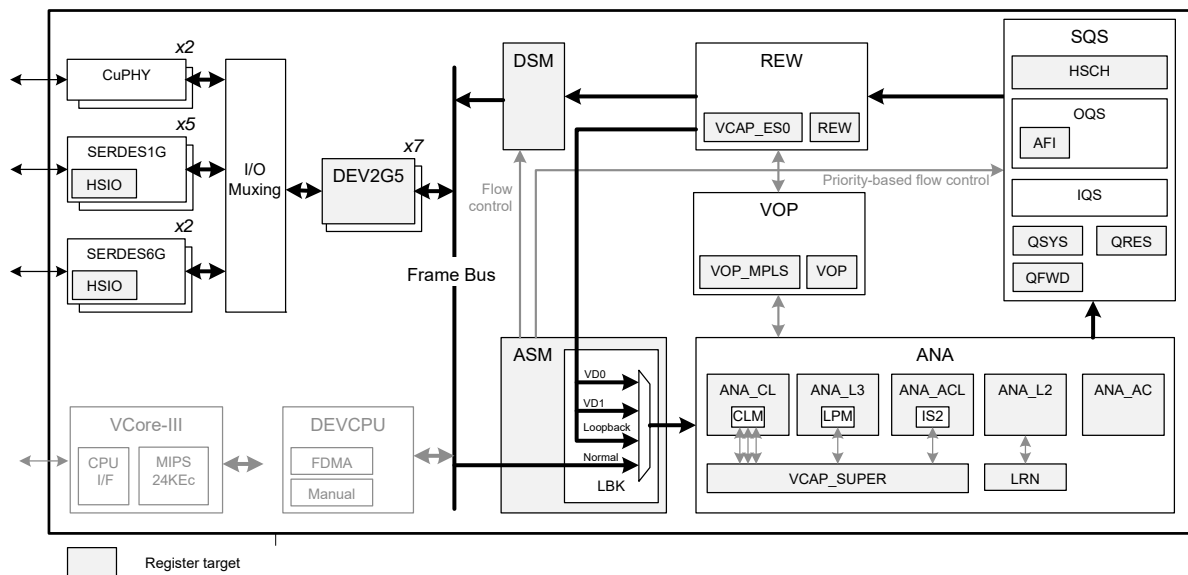 x2
CuPHY
x5
SERDES1G
HSIO
x2
SERDES6G
HSIO
I/O
Muxing
x7
DEV2G5
Frame Bus
DSM
Flow
control
REW
VCAP_ES0
REW
Priority-based flow control
VOP
VOP_MPLS
VOP
SQS
HSCH
OQS
AFI
IQS
QSYS
QRES
QFWD
ASM
VD0
VD1
Loopback
Normal
LBK
ANA
ANA_CL
CLM
ANA_L3
LPM
ANA_ACL
IS2
ANA_L2
ANA_AC
VCAP_SUPER
LRN
VCore-III
CPU
I/F
MIPS
24KEc
DEVCPU
FDMA
Manual
Register target